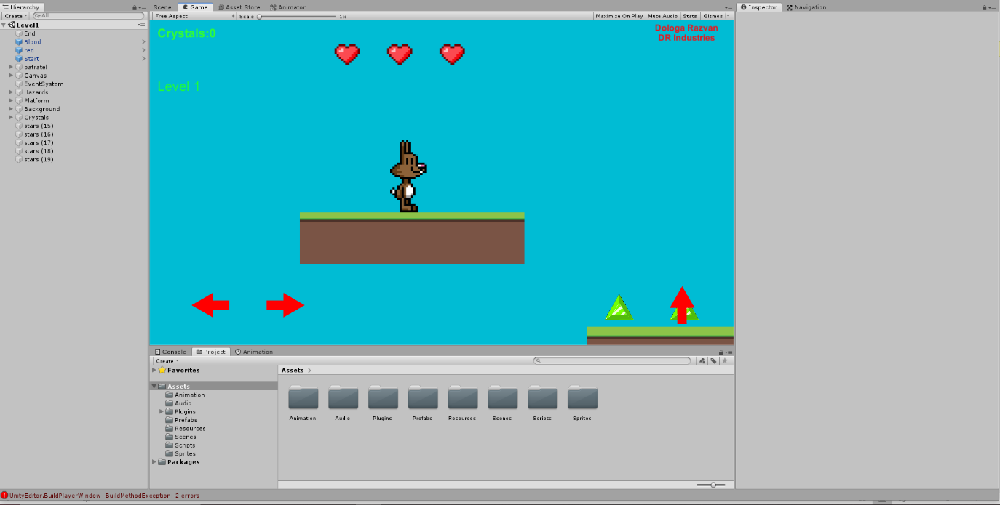 Hierarchy
Create
All
Level1
End
Blood
red
Start
patratel
Canvas
EventSystem
Hazards
Platform
Background
Crystals
stars (15)
stars (16)
stars (17)
stars (18)
stars (19)
Scene Game Asset Store Animator
Free Aspect Scale 1x Maximize On Play Mute Audio Stats Gizmos
Crystals:0
Dologa Razvan
DR Industries
Level 1
Console Project Animation
Create
Favorites
Assets
Animation
Audio
Plugins
Prefabs
Resources
Scenes
Scripts
Sprites
Packages
Assets
Animation Audio Plugins Prefabs Resources Scenes Scripts Sprites
Inspector Navigation
UnityEditor.BuildPlayerWindow+BuildMethodException: 2 errors